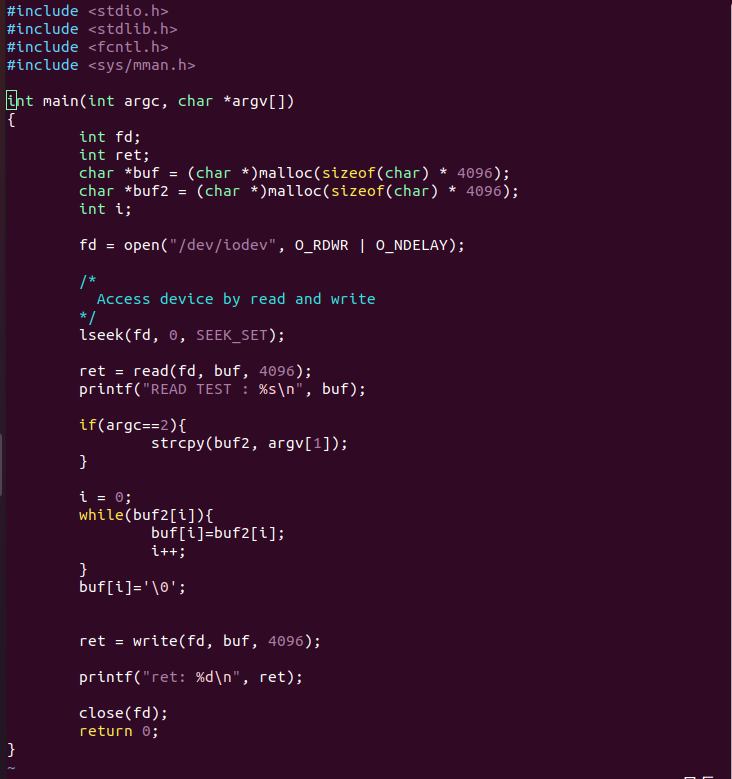 #include <stdio.h>
#include <stdlib.h>
#include <fcntl.h>
#include <sys/mman.h>

int main(int argc, char *argv[])
{
        int fd;
        int ret;
        char *buf = (char *)malloc(sizeof(char) * 4096);
        char *buf2 = (char *)malloc(sizeof(char) * 4096);
        int i;

        fd = open("/dev/iodev", O_RDWR | O_NDELAY);

        /*
          Access device by read and write
        */
        lseek(fd, 0, SEEK_SET);

        ret = read(fd, buf, 4096);
        printf("READ TEST : %s\n", buf);

        if(argc==2){
                strcpy(buf2, argv[1]);
        }

        i = 0;
        while(buf2[i]){
                buf[i]=buf2[i];
                i++;
        }
        buf[i]='\0';


        ret = write(fd, buf, 4096);

        printf("ret: %d\n", ret);

        close(fd);
        return 0;
}
~